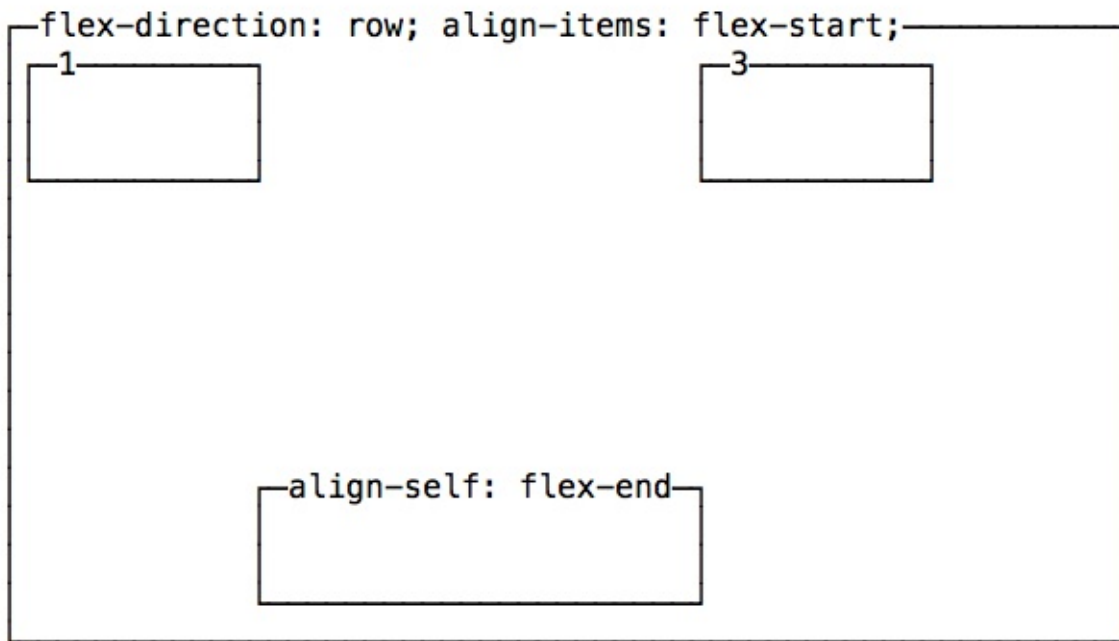 flex-direction: row; align-items: flex-start;
1
3
align-self: flex-end